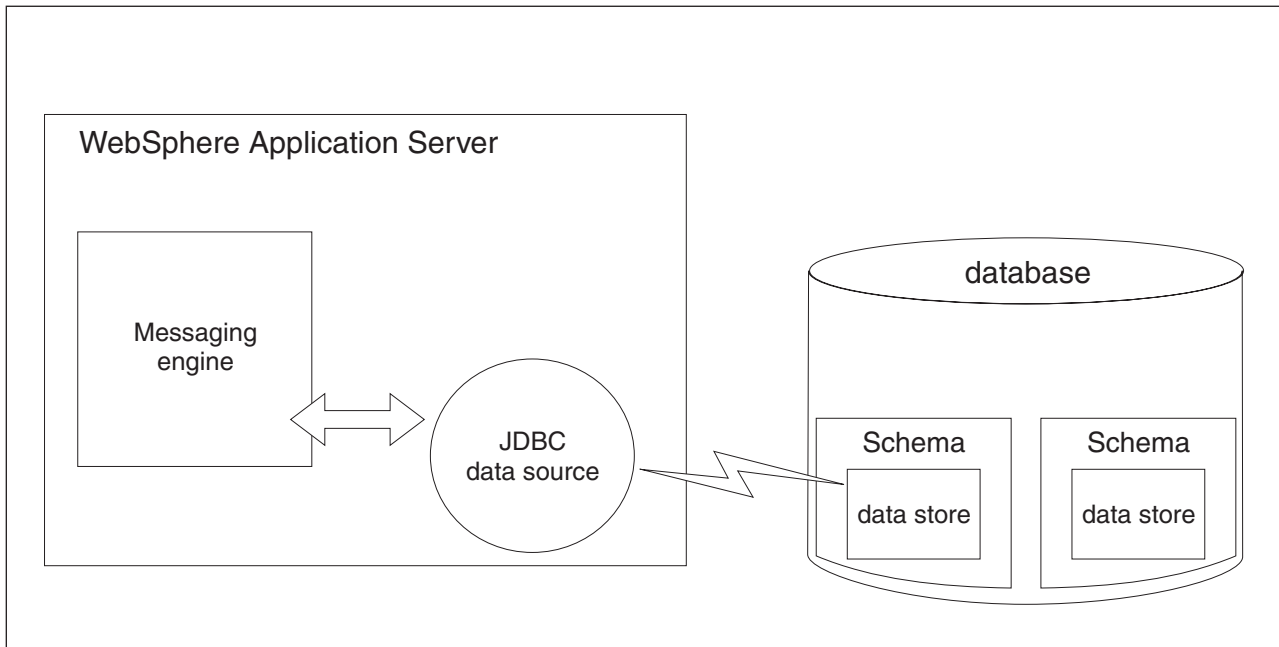 WebSphere Application Server
Messaging
engine
JDBC
data source
database
Schema
data store
Schema
data store